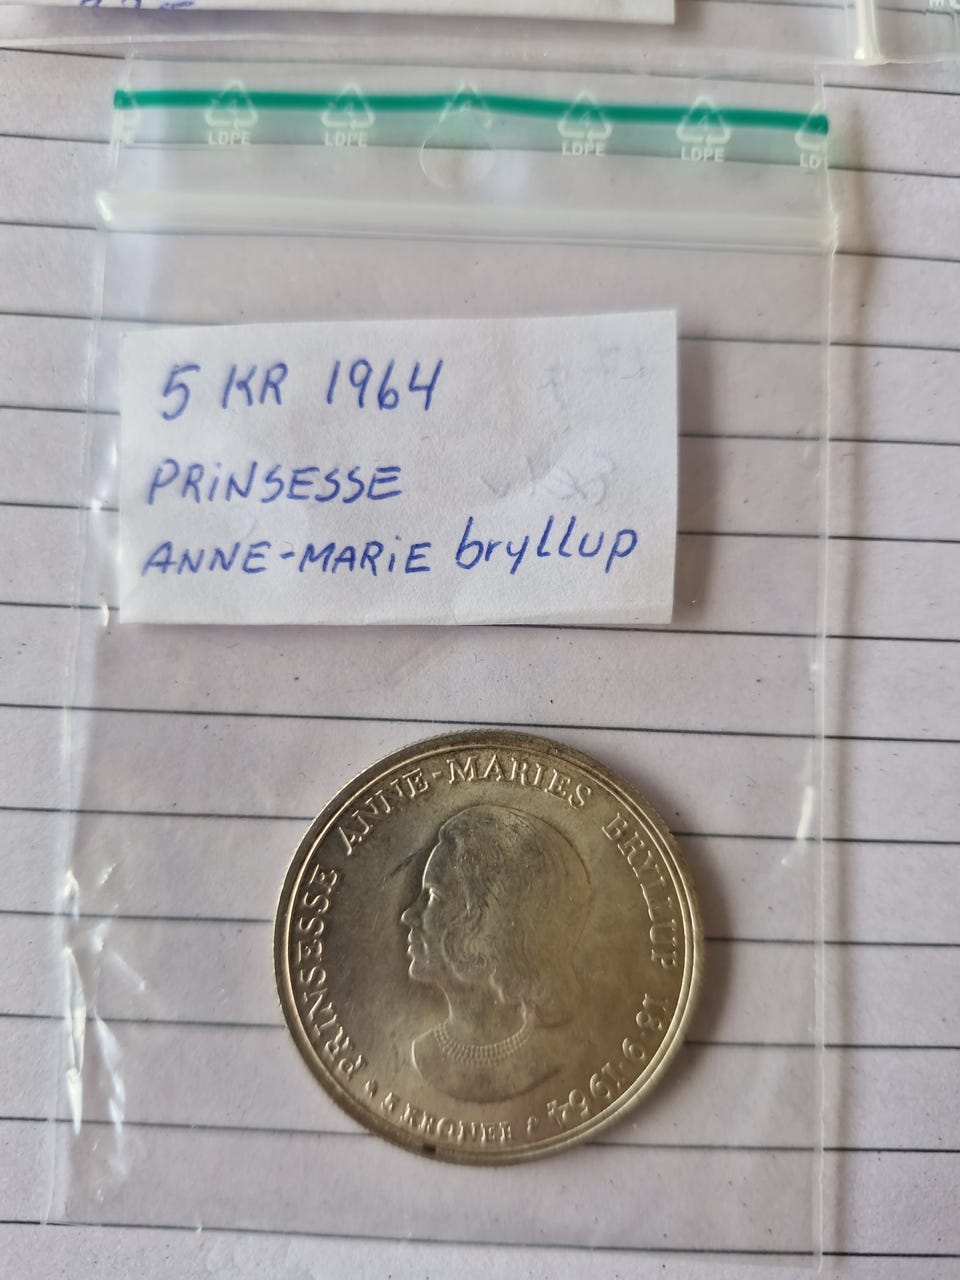 LDPE LDPE LDPE LDPE LD
5 KR 1964
PRINSESSE
ANNE-MARIE bryllup
PRINSESSE ANNE-MARIES BRYLLUP 18·9·1964
5 KRONER